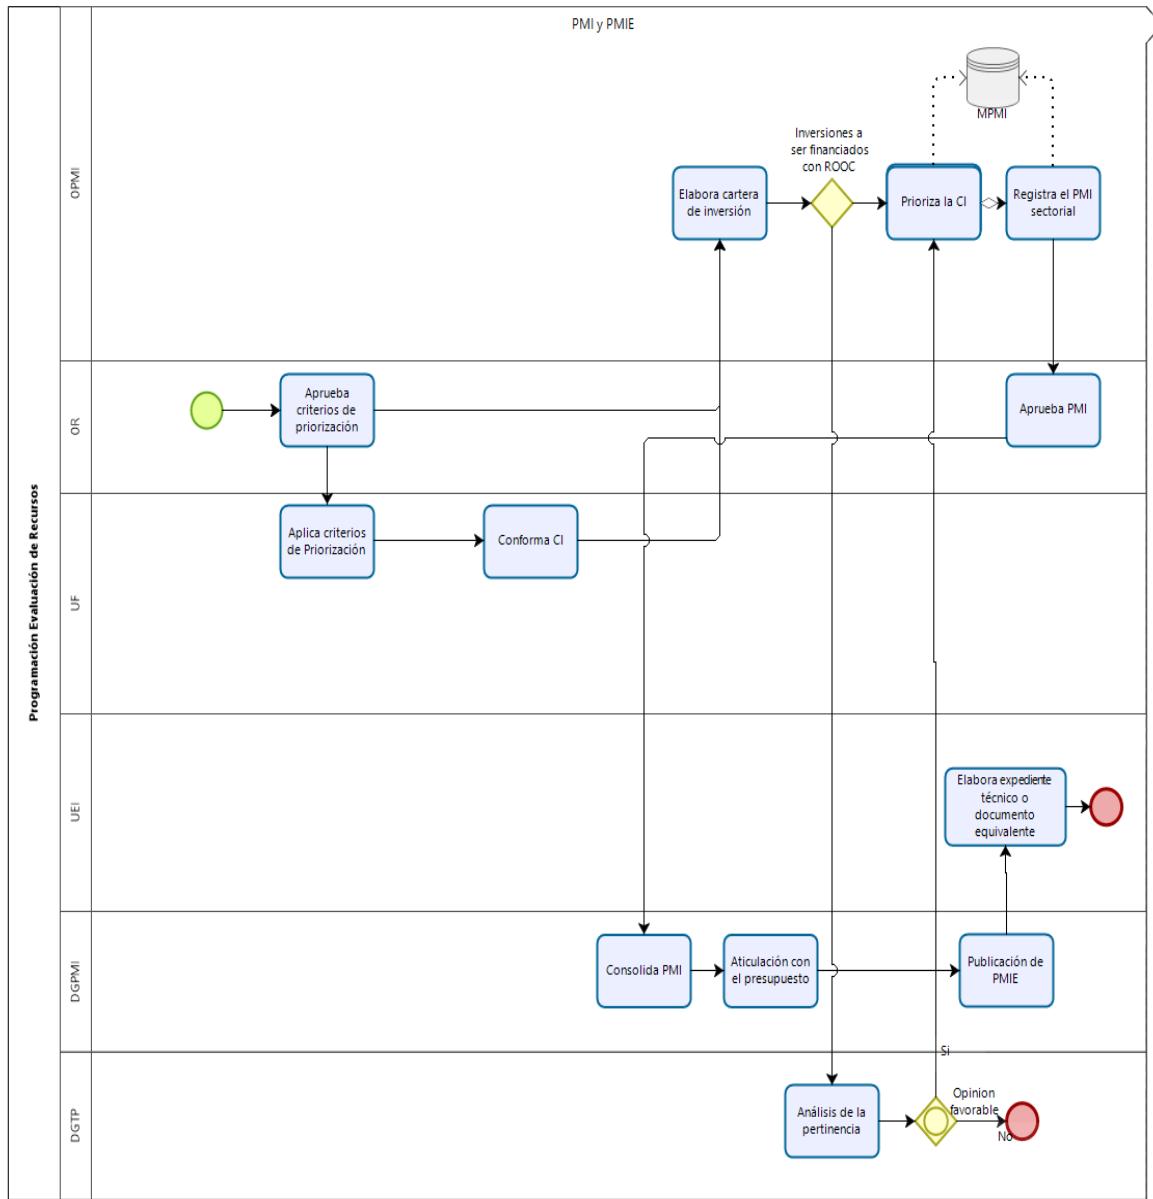 PMI y PMIE
Programación Evaluación de Recursos
OPMI
MPMI
Inversiones a
ser financiados
con ROOC
Elabora cartera
de inversión
Prioriza la CI
Registra el PMI
sectorial
OR
Aprueba
criterios de
priorización
Aprueba PMI
UF
Aplica criterios
de Priorización
Conforma CI
UEI
Elabora expediente
técnico o
documento
equivalente
DGPMI
Consolida PMI
Aticulación con
el presupuesto
Publicación de
PMIE
Si
DGTP
Análisis de la
pertinencia
Opinion
favorable
No